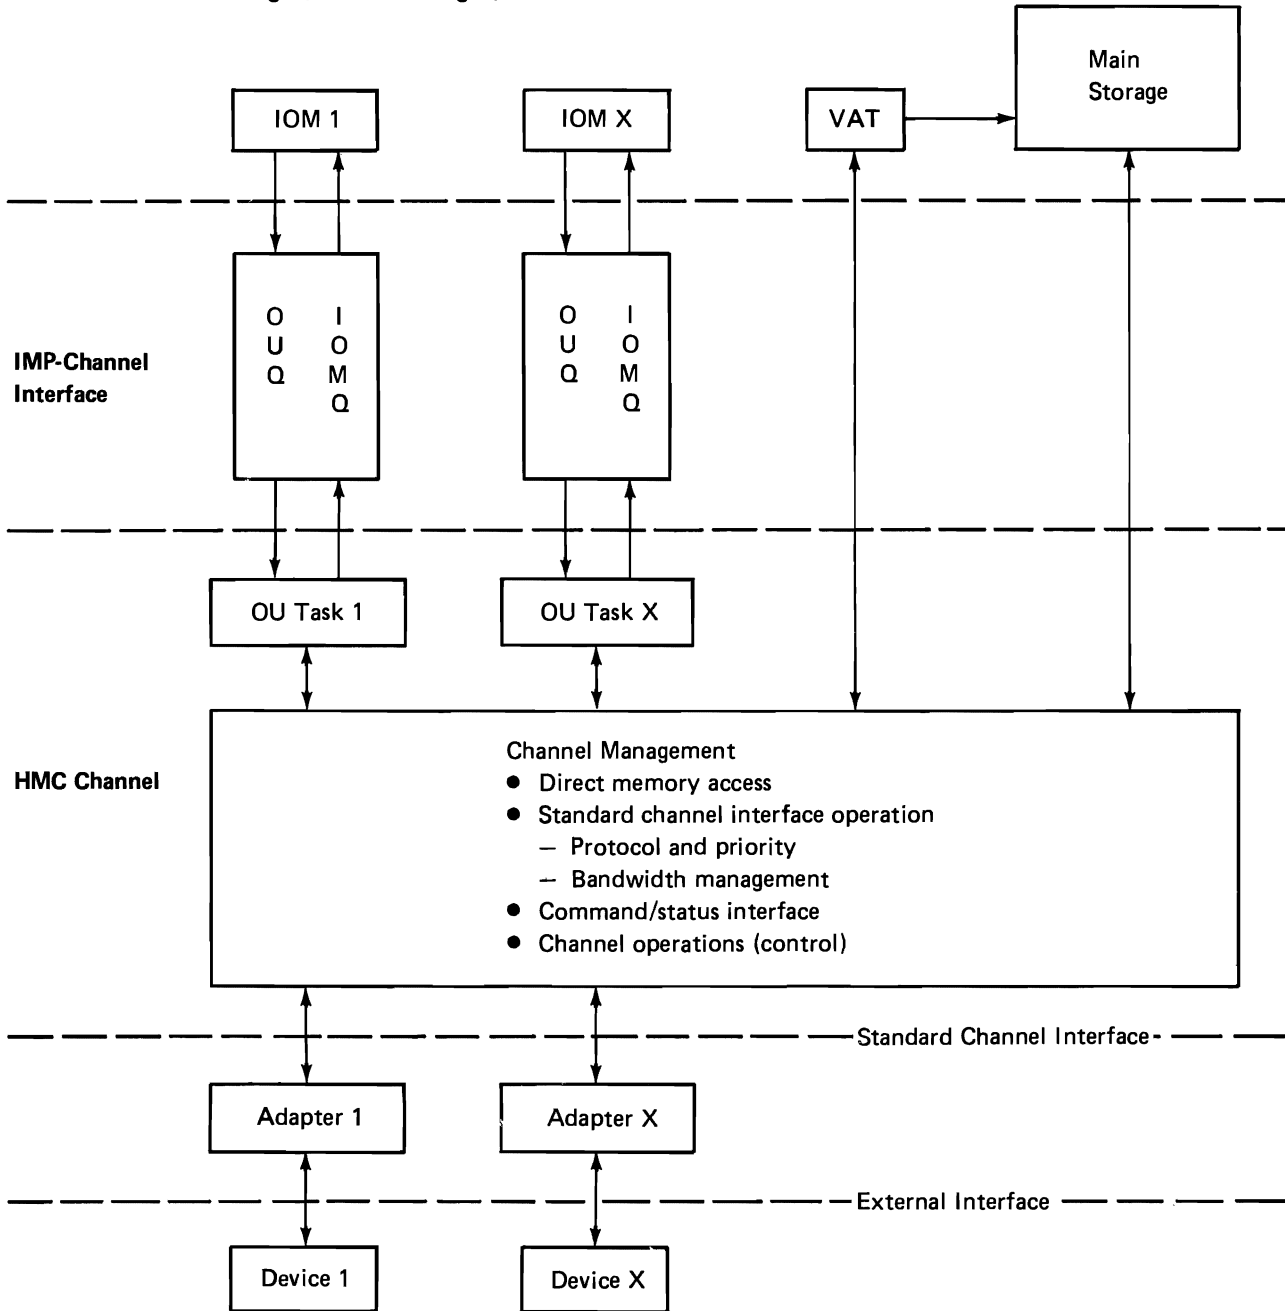 Main
Storage
IOM 1
IOM X
VAT
O
U
Q
I
O
M
Q
O
U
Q
I
O
M
Q
IMP-Channel
Interface
OU Task 1
OU Task X
HMC Channel
Channel Management
● Direct memory access
● Standard channel interface operation
— Protocol and priority
— Bandwidth management
● Command/status interface
● Channel operations (control)
Standard Channel Interface
Adapter 1
Adapter X
External Interface
Device 1
Device X